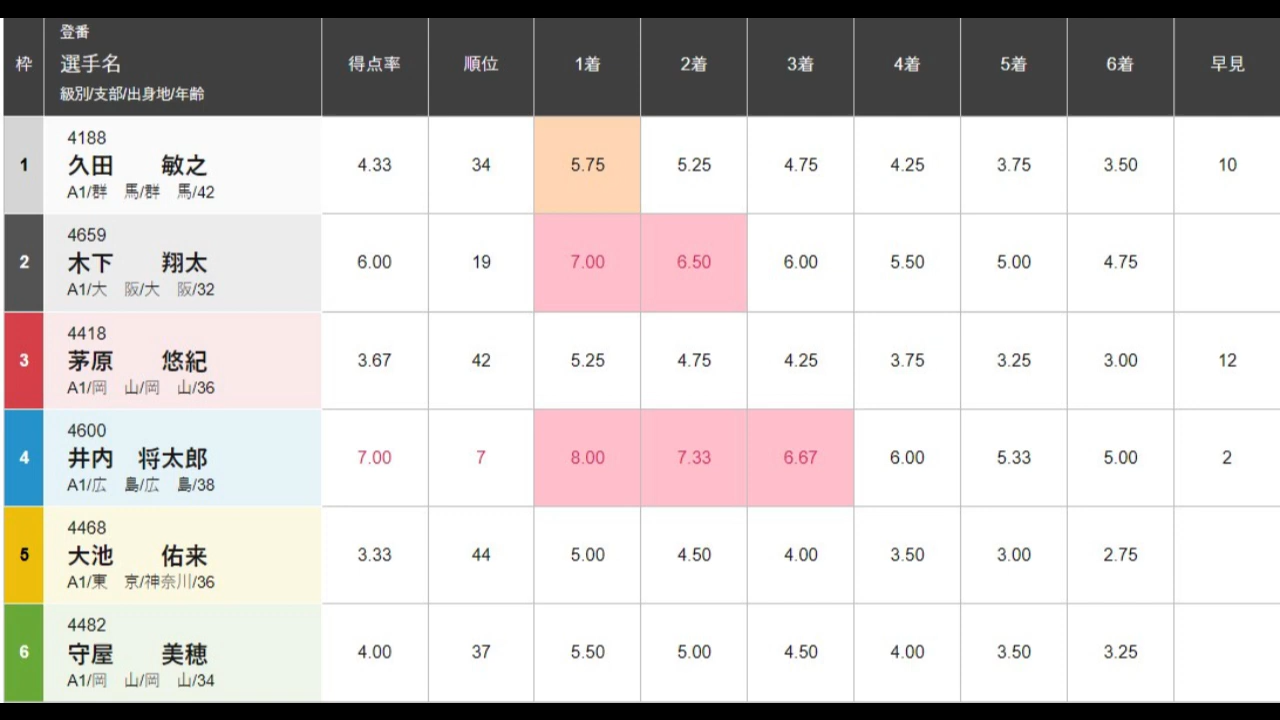 枠 登番 得点率 順位 1着 2着 3着 4着 5着 6着 早見
選手名
級別/支部/出身地/年齢
4188
1 久田 敏之 4.33 34 5.75 5.25 4.75 4.25 3.75 3.50 10
A1/群 馬/群 馬/42
4659
2 木下 翔太 6.00 19 7.00 6.50 6.00 5.50 5.00 4.75
A1/大 阪/大 阪/32
4418
3 茅原 悠紀 3.67 42 5.25 4.75 4.25 3.75 3.25 3.00 12
A1/岡 山/岡 山/36
4600
4 井内 将太郎 7.00 7 8.00 7.33 6.67 6.00 5.33 5.00 2
A1/広 島/広 島/38
4468
5 大池 佑来 3.33 44 5.00 4.50 4.00 3.50 3.00 2.75
A1/東 京/神奈川/36
4482
6 守屋 美穂 4.00 37 5.50 5.00 4.50 4.00 3.50 3.25
A1/岡 山/岡 山/34